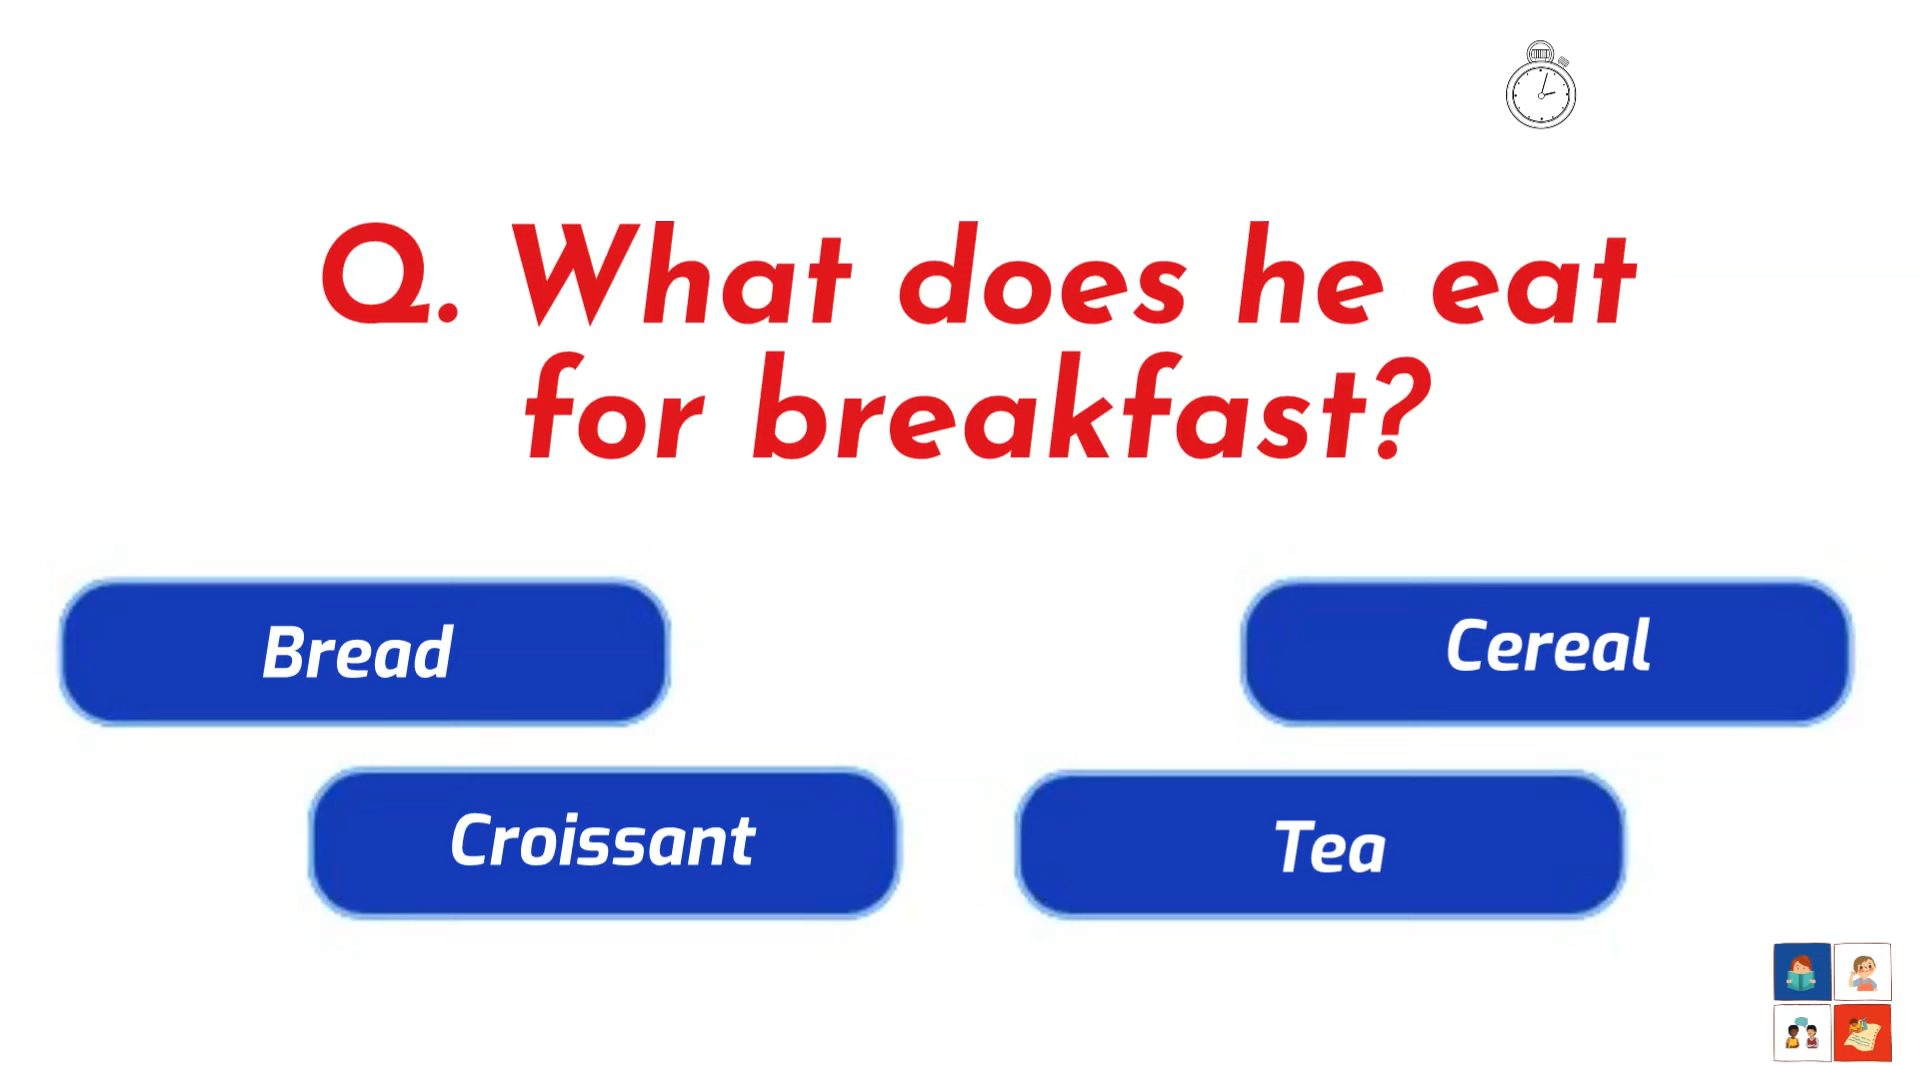 Q. What does he eat
for breakfast?
Bread
Cereal
Croissant
Tea